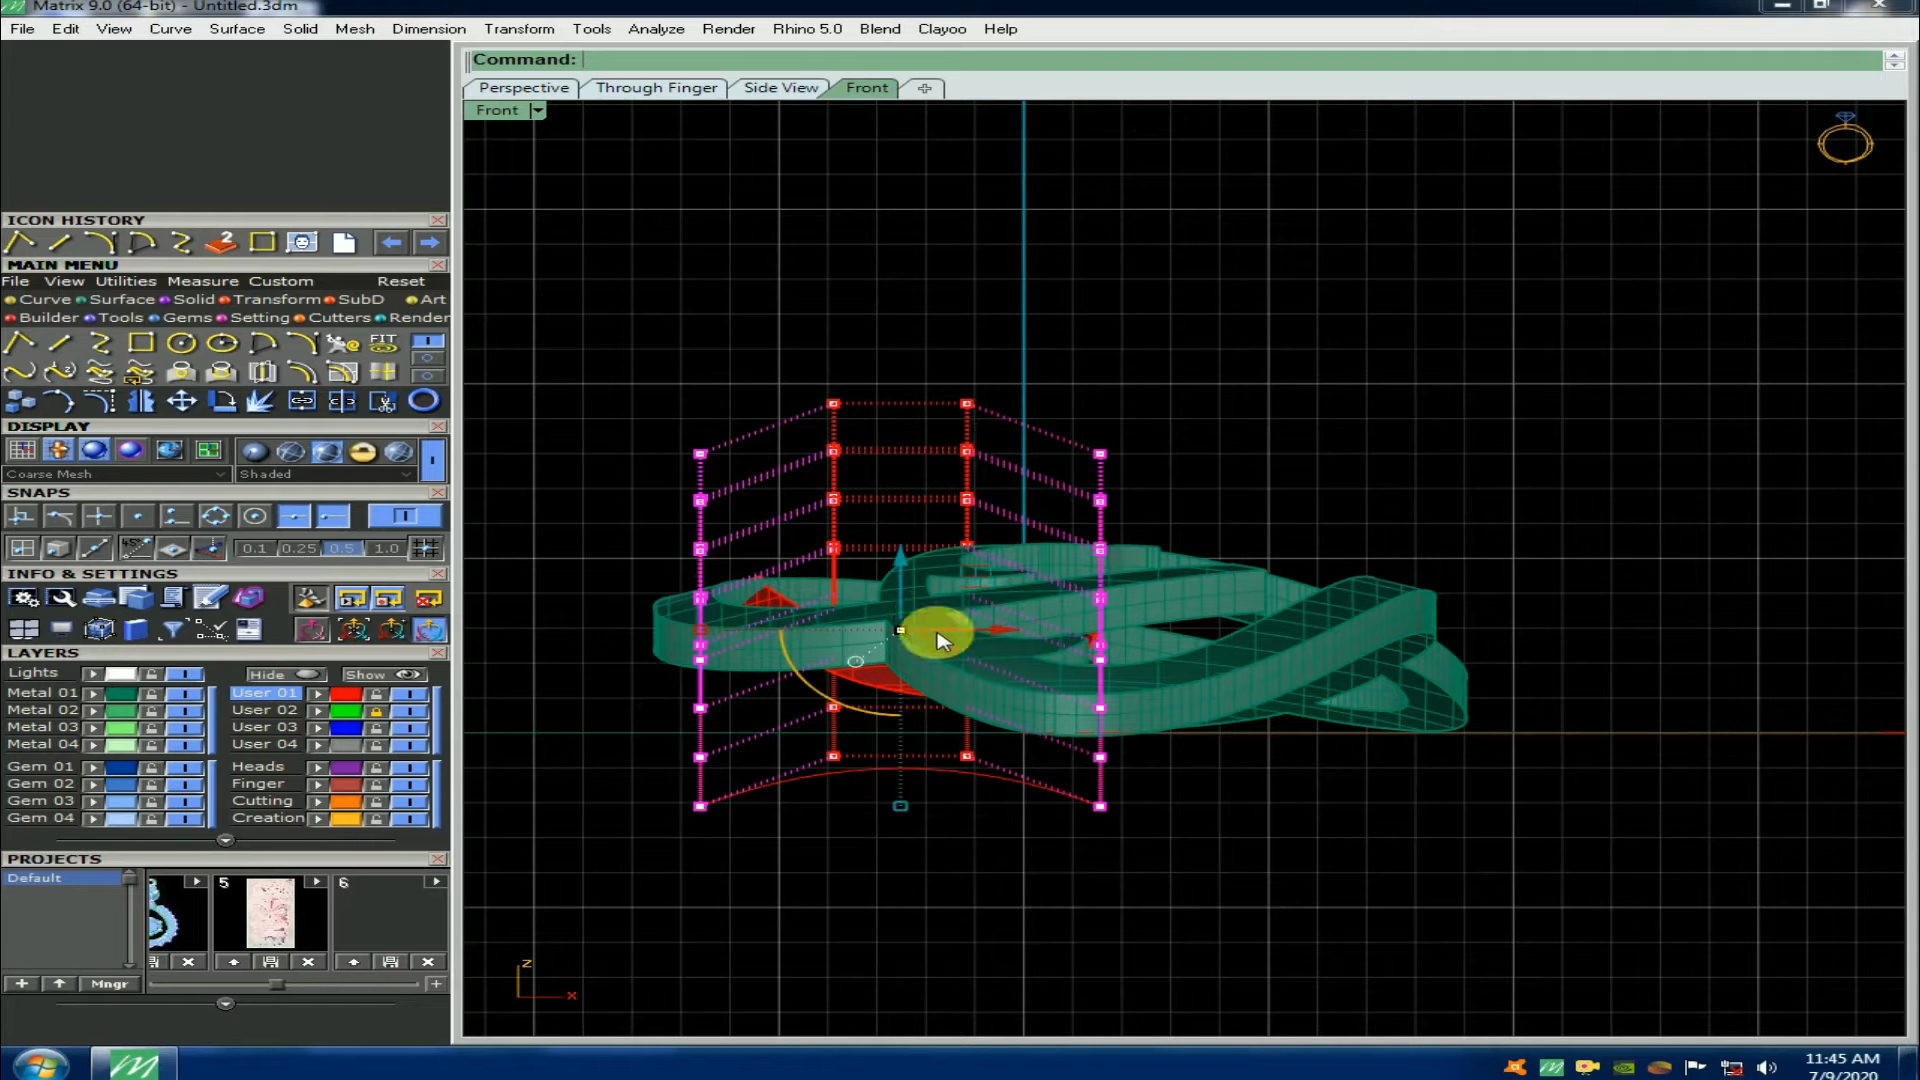 Matrix 9.0 (64-bit) - Untitled.3dm
File Edit View Curve Surface Solid Mesh Dimension Transform Tools Analyze Render Rhino 5.0 Blend Clayoo Help
Command:
Perspective Through Finger Side View Front
Front
ICON HISTORY
2
MAIN MENU
File View Utilities Measure Custom Reset
Curve Surface Solid Transform SubD Art
Builder Tools Gems Setting Cutters Render
FIT
DISPLAY
Coarse Mesh Shaded
SNAPS
45°
0.1 0.25 0.5 1.0
INFO & SETTINGS
LAYERS
Lights Hide Show
Metal 01 User 01
Metal 02 User 02
Metal 03 User 03
Metal 04 User 04
Gem 01 Heads
Gem 02 Finger
Gem 03 Cutting
Gem 04 Creation
PROJECTS
Default
5 6
Mngr
z
x
11:45 AM
7/9/2020